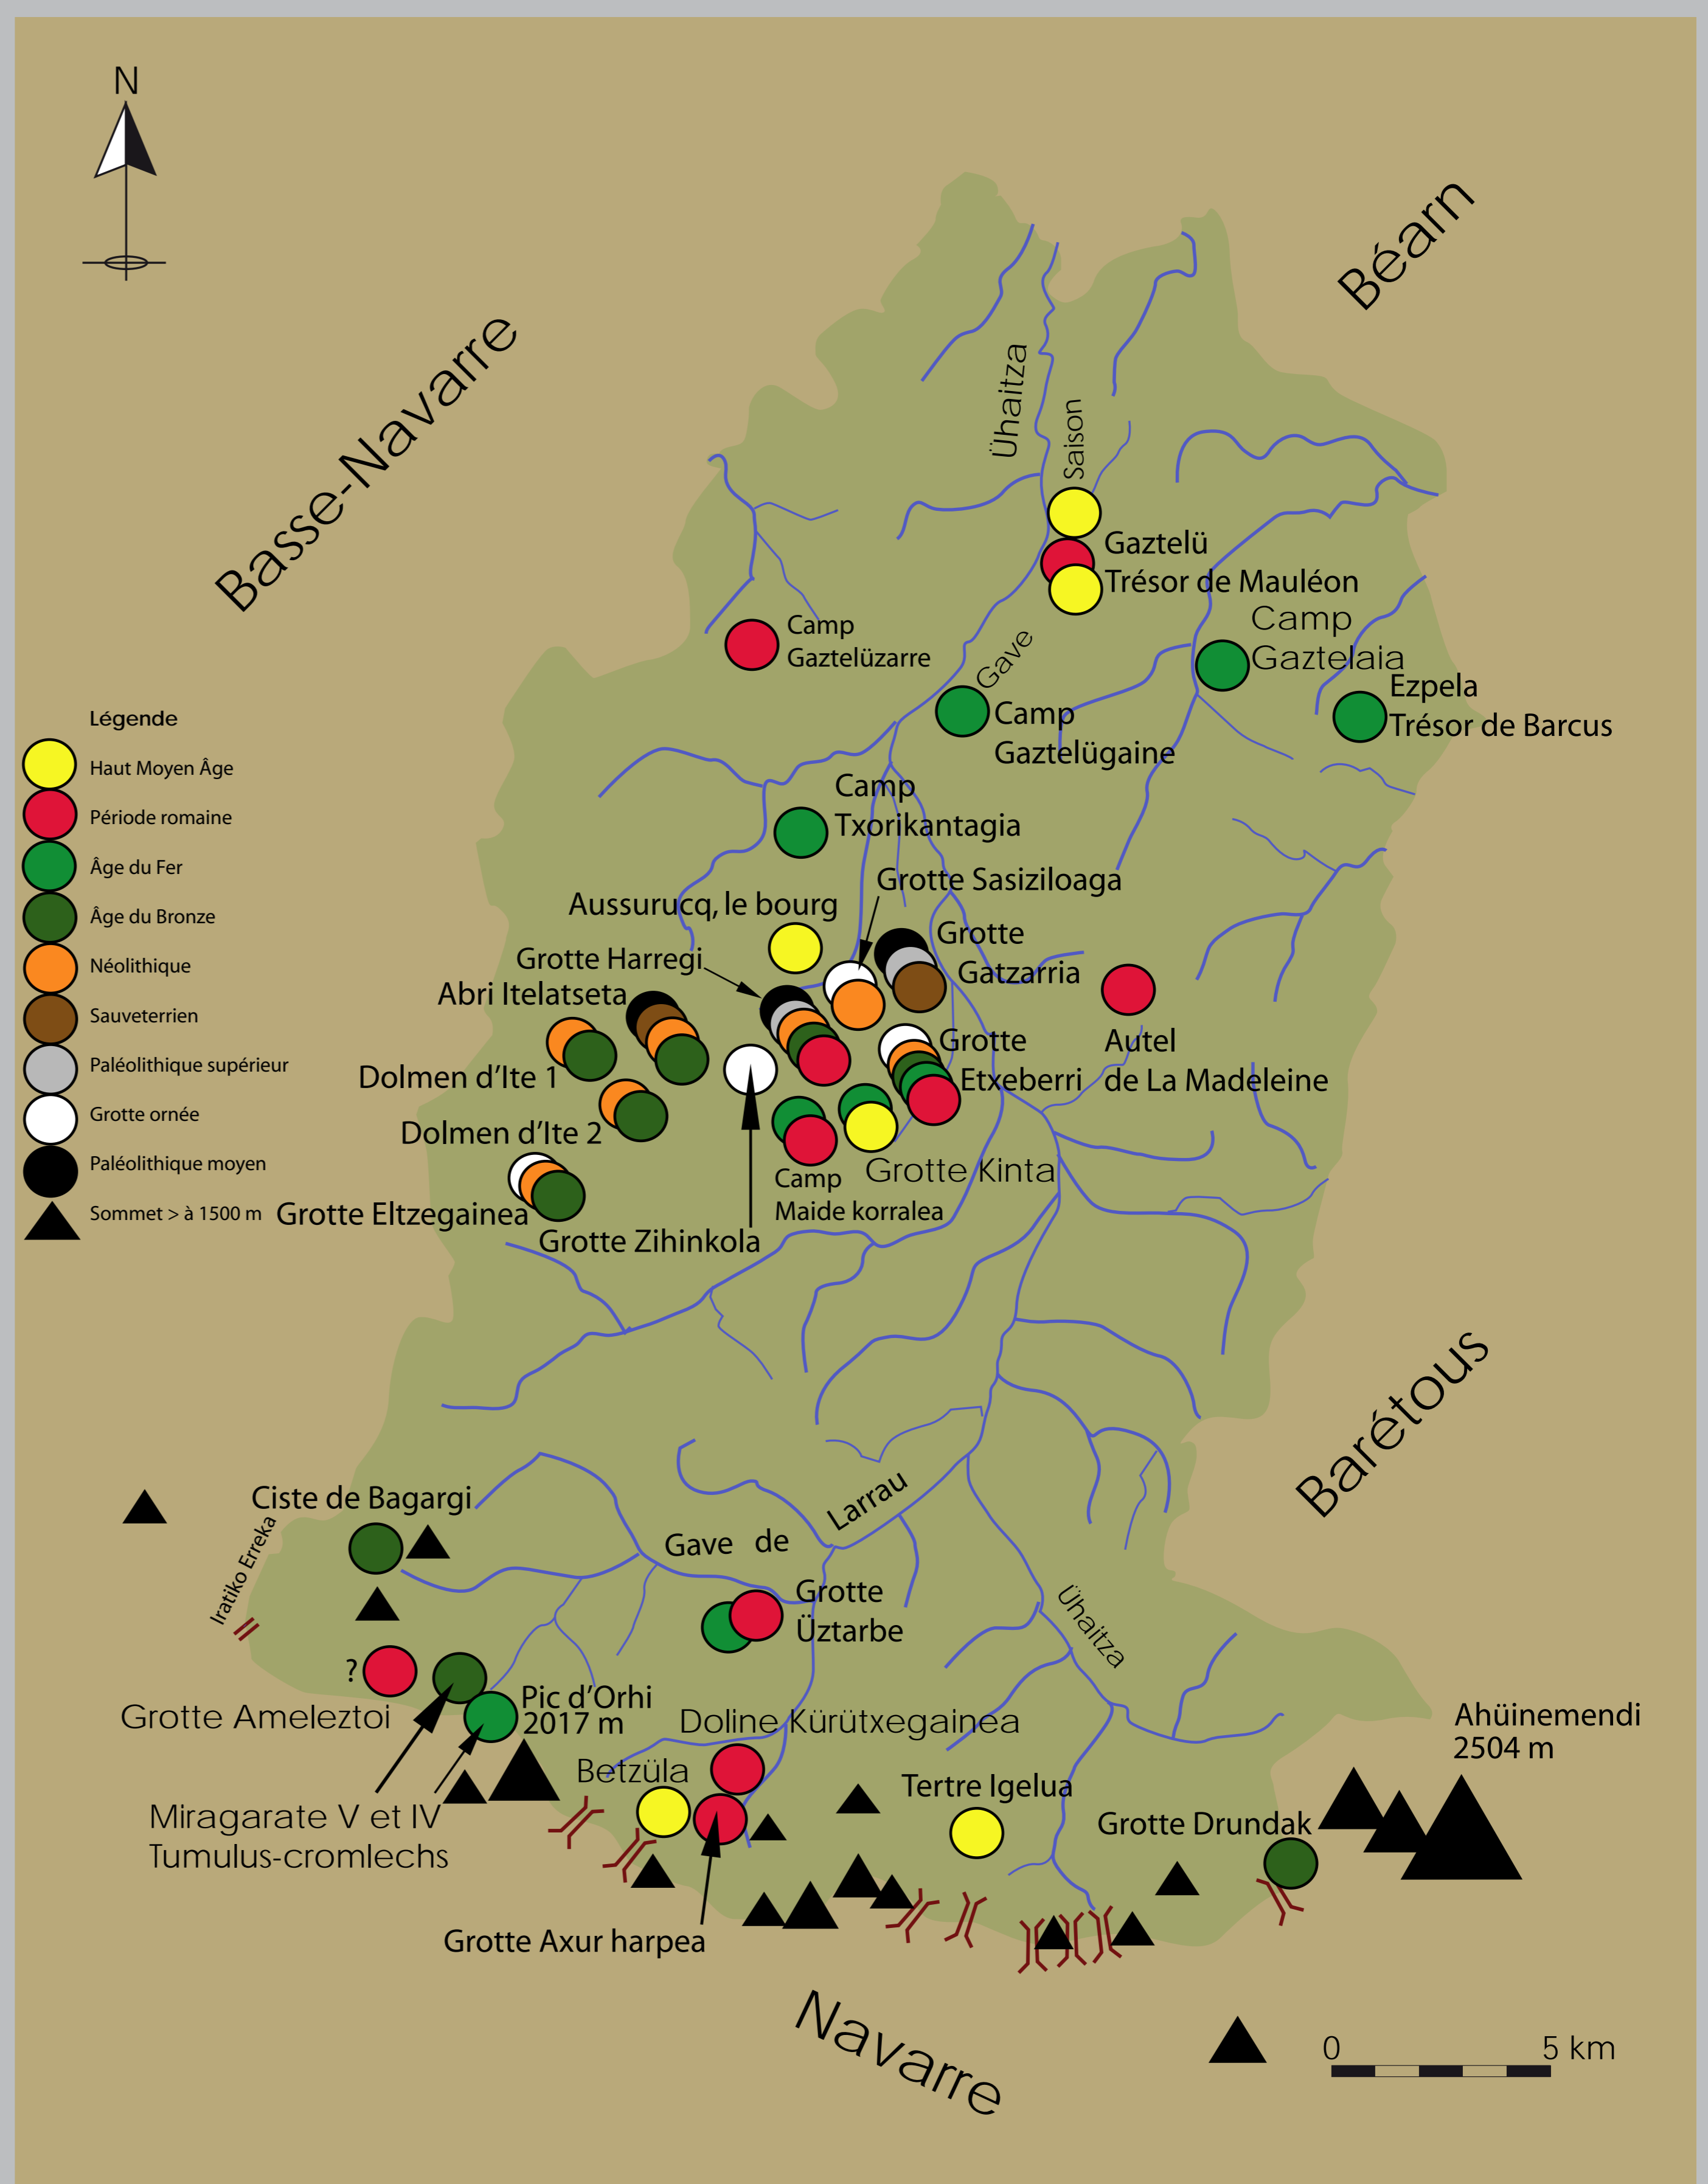 N
Béarn
Basse-Navarre
Ühaitza
Saison
Gaztelü
Trésor de Mauléon
Camp
Gaztelaia
Camp
Gaztelüzarre
Gave
Ezpela
Trésor de Barcus
Camp
Gaztelügaine
Légende
Haut Moyen Âge
Période romaine
Âge du Fer
Âge du Bronze
Néolithique
Sauveterrien
Paléolithique supérieur
Grotte ornée
Paléolithique moyen
Sommet > à 1500 m
Camp
Txorikantagia
Grotte Sasiziloaga
Aussurucq, le bourg
Grotte
Gatzarria
Grotte Harregi
Abri Itelatseta
Grotte
Etxeberri
Autel
de La Madeleine
Dolmen d'Ite 1
Dolmen d'Ite 2
Grotte Kinta
Camp
Maide korralea
Grotte Eltzegainea
Grotte Zihinkola
Barétous
Ciste de Bagargi
Larrau
Gave de
Iratiko Erreka
Grotte
Üztarbe
Ühaitza
?
Grotte Ameleztoi
Pic d'Orhi
2017 m
Doline Kürütxegainea
Ahüinemendi
2504 m
Betzüla
Tertre Igelua
Grotte Drundak
Miragarate V et IV
Tumulus-cromlechs
Grotte Axur harpea
Navarre
0 5 km